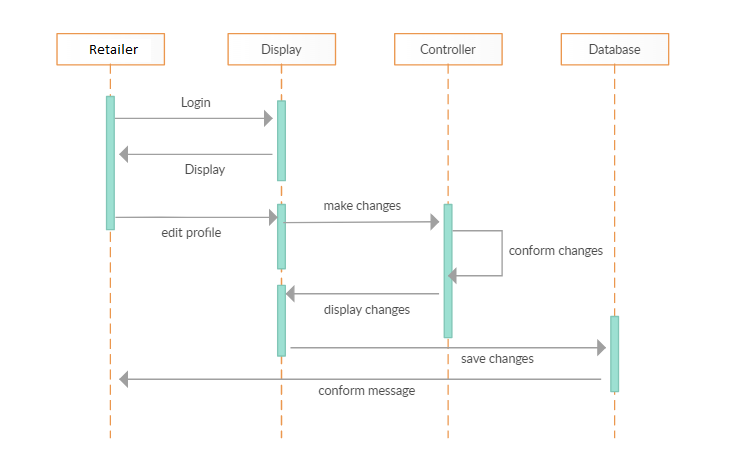 Retailer
Display
Controller
Database
Login
Display
make changes
edit profile
conform changes
display changes
save changes
conform message